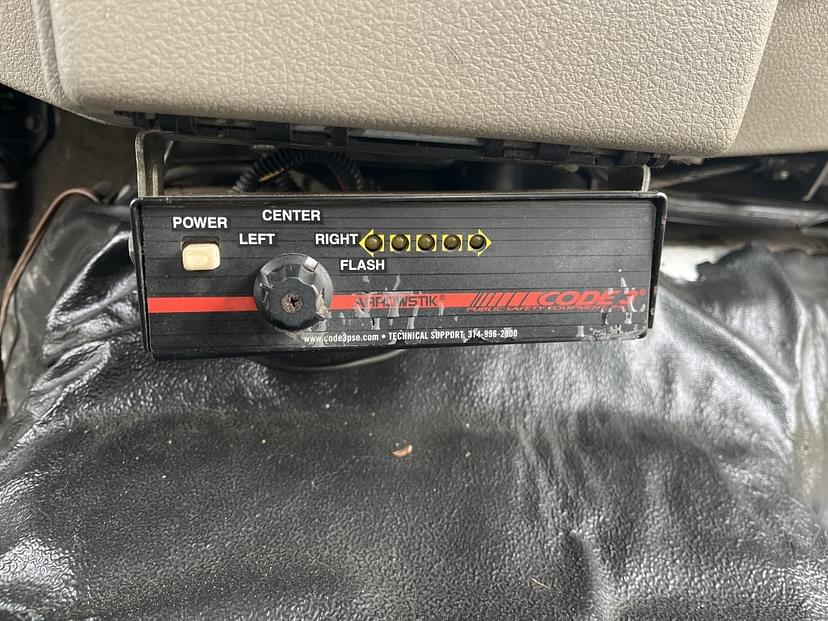 POWER
CENTER
LEFT
RIGHT
FLASH
ARROWSTIK®
CODE 3®
PUBLIC SAFETY EQUIPMENT
www.code3pse.com • TECHNICAL SUPPORT 314-996-2800